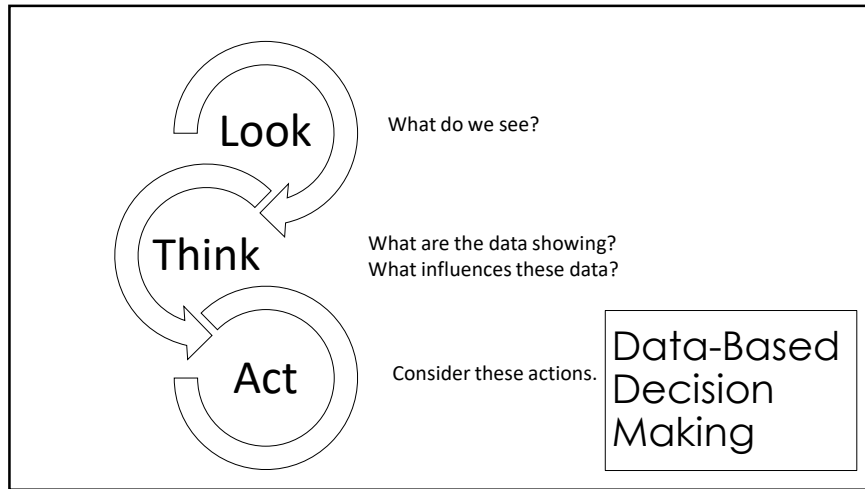 Look
What do we see?
Think
What are the data showing?
What influences these data?
Act
Consider these actions.
Data-Based
Decision
Making